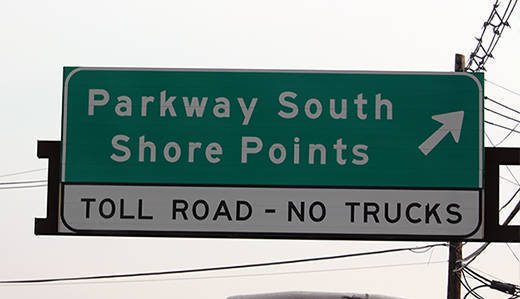 Parkway South
Shore Points
TOLL ROAD - NO TRUCKS